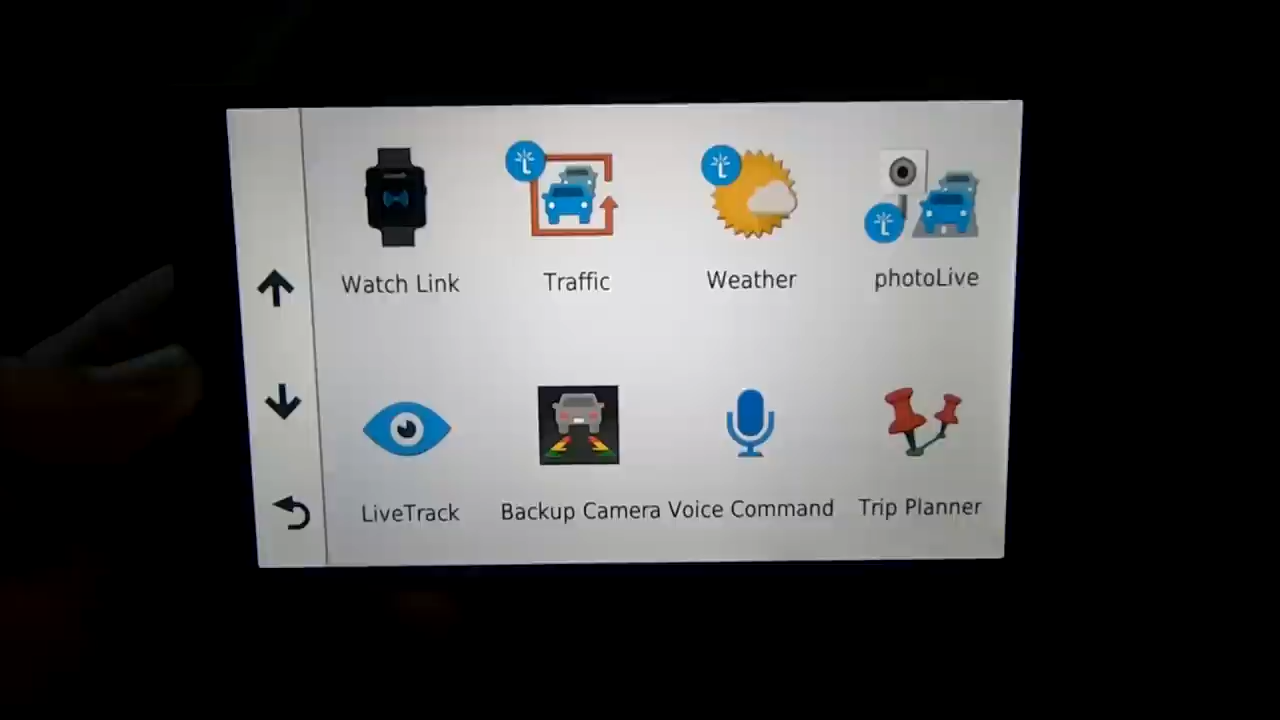 Watch Link
Traffic
Weather
photoLive
LiveTrack
Backup Camera
Voice Command
Trip Planner